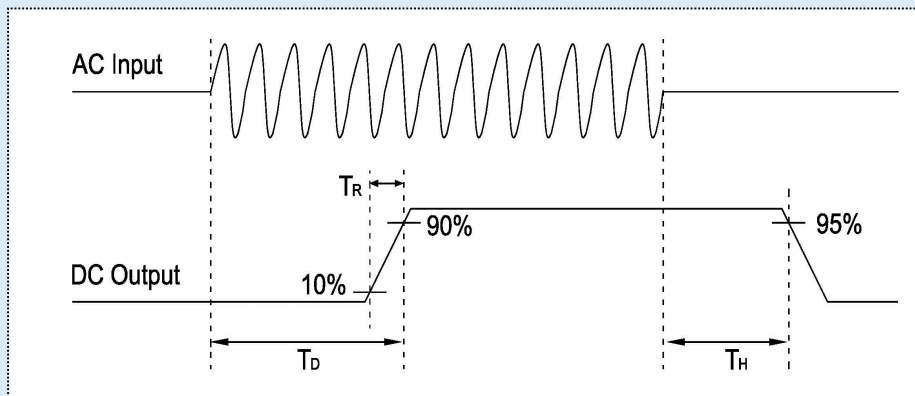 AC Input
TR
90%
95%
10%
DC Output
TD
TH